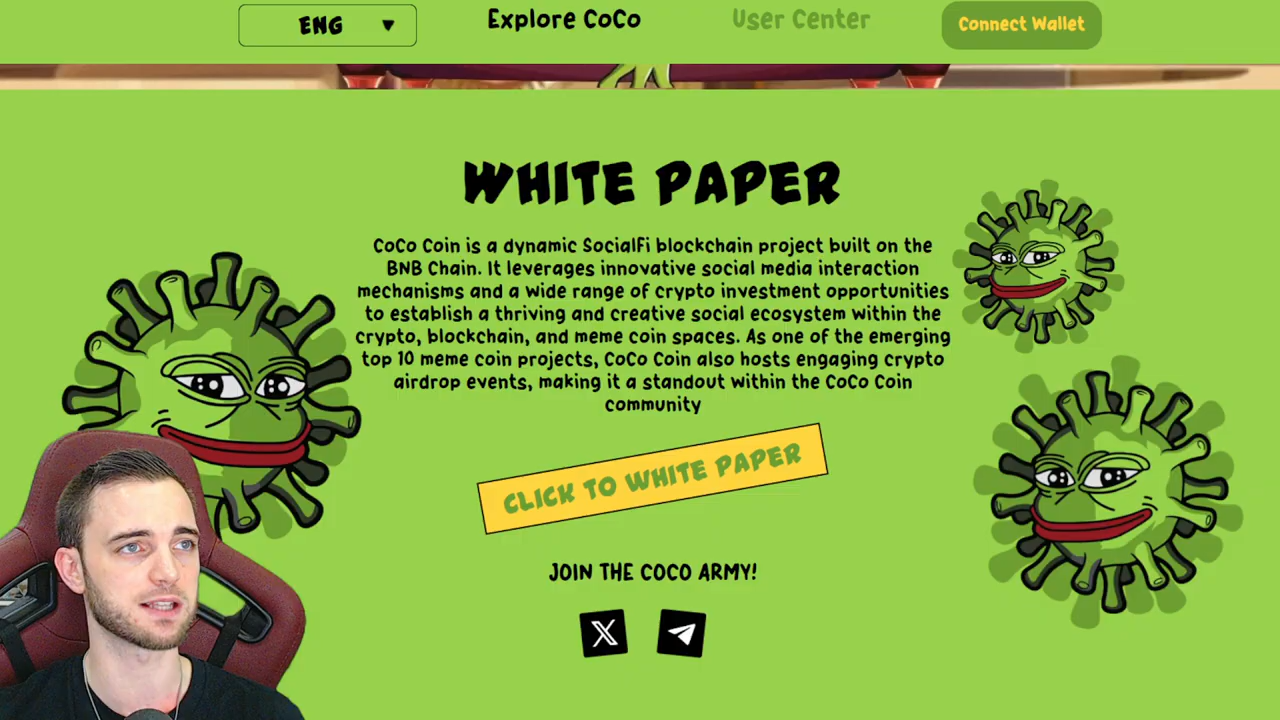 ENG
Explore CoCo
User Center
Connect Wallet
WHITE PAPER
CoCo Coin is a dynamic SocialFi blockchain project built on the
BNB Chain. It leverages innovative social media interaction
mechanisms and a wide range of crypto investment opportunities
to establish a thriving and creative social ecosystem within the
crypto, blockchain, and meme coin spaces. As one of the emerging
top 10 meme coin projects, CoCo Coin also hosts engaging crypto
airdrop events, making it a standout within the CoCo Coin
community
CLICK TO WHITE PAPER
JOIN THE COCO ARMY!